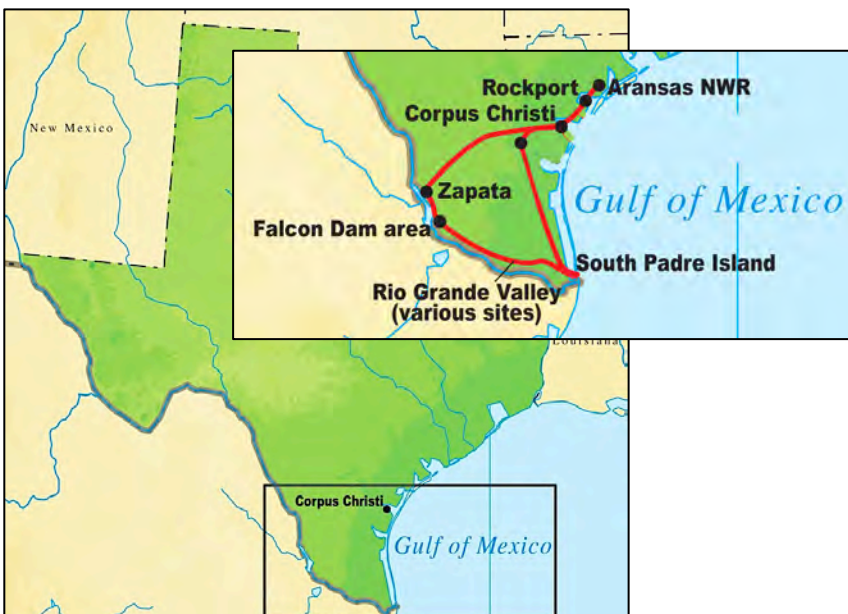 New Mexico
Rockport
Aransas NWR
Corpus Christi
Zapata
Gulf of Mexico
Falcon Dam area
South Padre Island
Rio Grande Valley
(various sites)
Louisiana
Corpus Christi
Gulf of Mexico